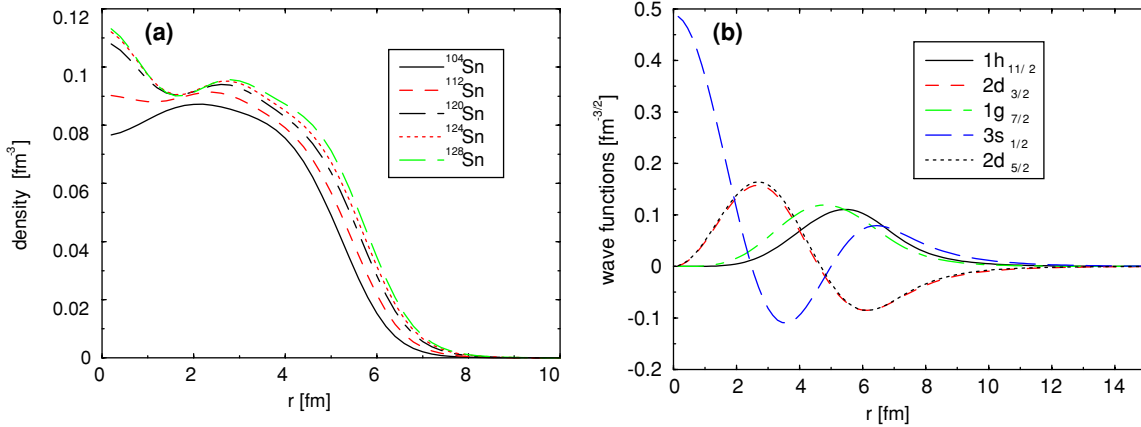 (a)
0.12
0.1
0.08
0.06
0.04
0.02
0
density [fm-3]
0 2 4 6 8 10
r [fm]
104Sn
112Sn
120Sn
124Sn
128Sn
(b)
0.5
0.4
0.3
0.2
0.1
0
-0.1
-0.2
wave functions [fm-3/2]
0 2 4 6 8 10 12 14
r [fm]
1h 11/2
2d 3/2
1g 7/2
3s 1/2
2d 5/2